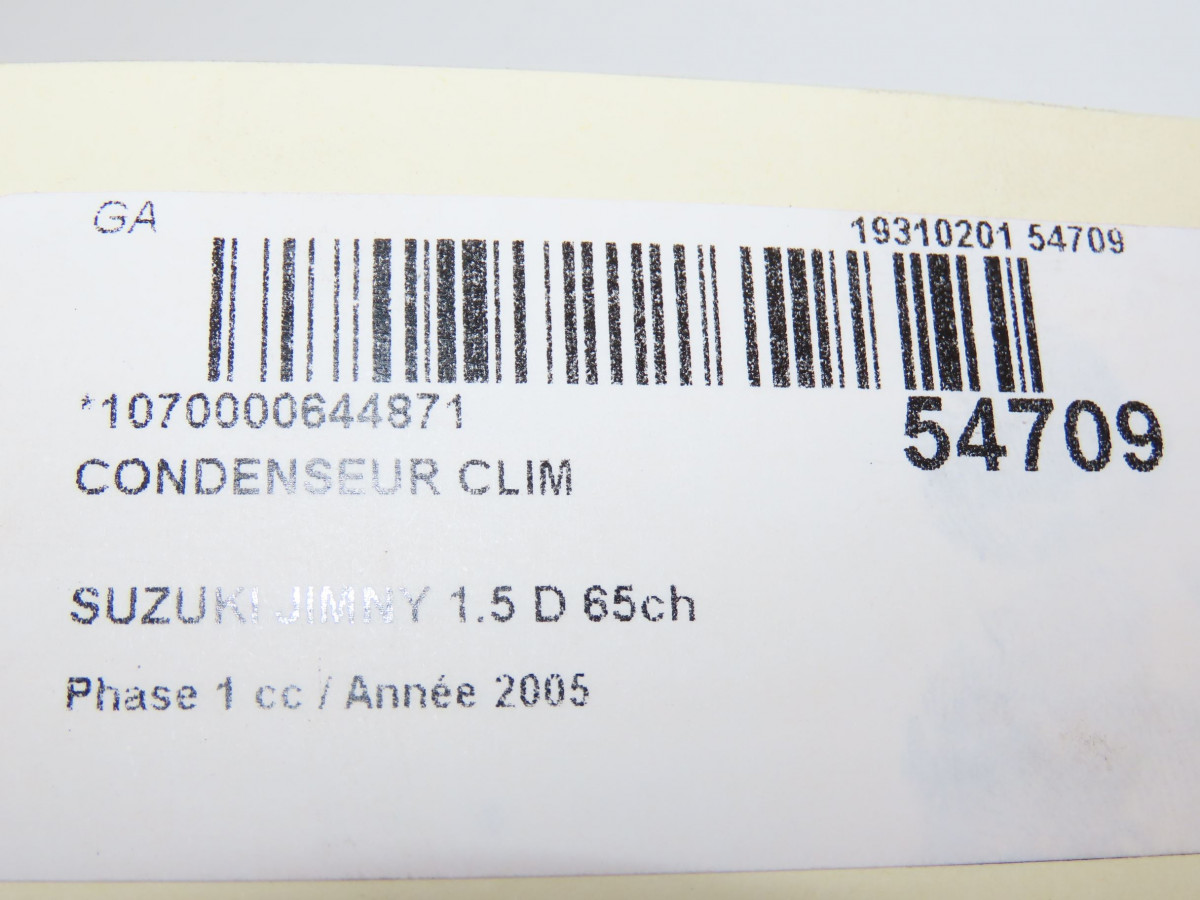 GA
19310201 54709
*1070000644871
54709
CONDENSEUR CLIM
SUZUKI JIMNY 1.5 D 65ch
Phase 1 cc / Année 2005